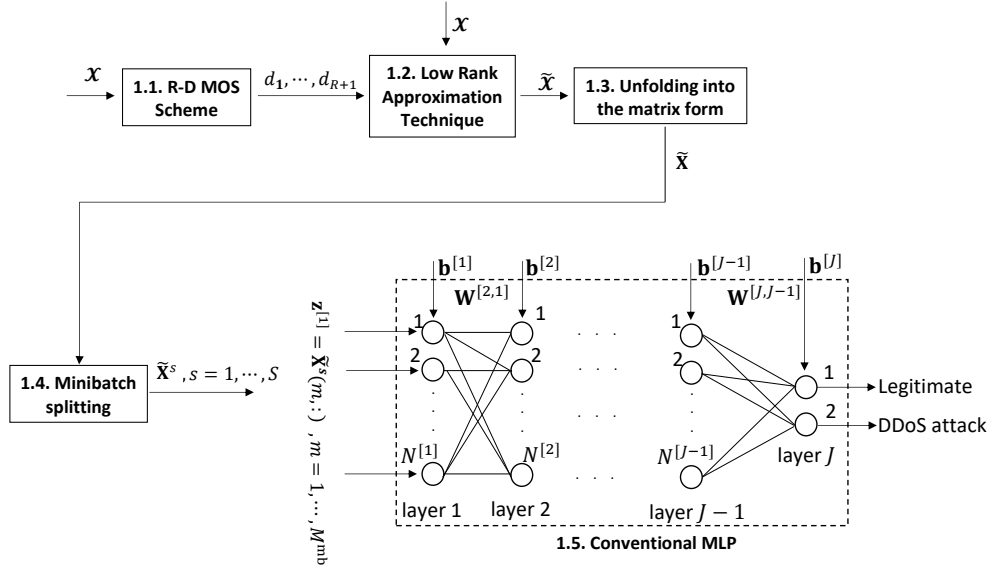 𝒳
𝒳
1.1. R-D MOS
Scheme
d₁, ⋯, d_{R+1}
1.2. Low Rank
Approximation
Technique
𝒳̃
1.3. Unfolding into
the matrix form
𝐗̃
1.4. Minibatch
splitting
𝐗̃ˢ , s = 1, ⋯, S
𝐳^{[1]} = 𝐗̃ˢ(m, : ) , m = 1, ⋯, M^{mb}
𝐛^{[1]}
𝐛^{[2]}
𝐛^{[J−1]}
𝐛^{[J]}
𝐖^{[2,1]}
𝐖^{[J,J−1]}
1
1
. . .
1
2
2
. . .
2
1
Legitimate
2
DDoS attack
. . .
N^{[1]}
N^{[2]}
. . .
N^{[J−1]}
layer J
layer 1
layer 2
layer J − 1
1.5. Conventional MLP